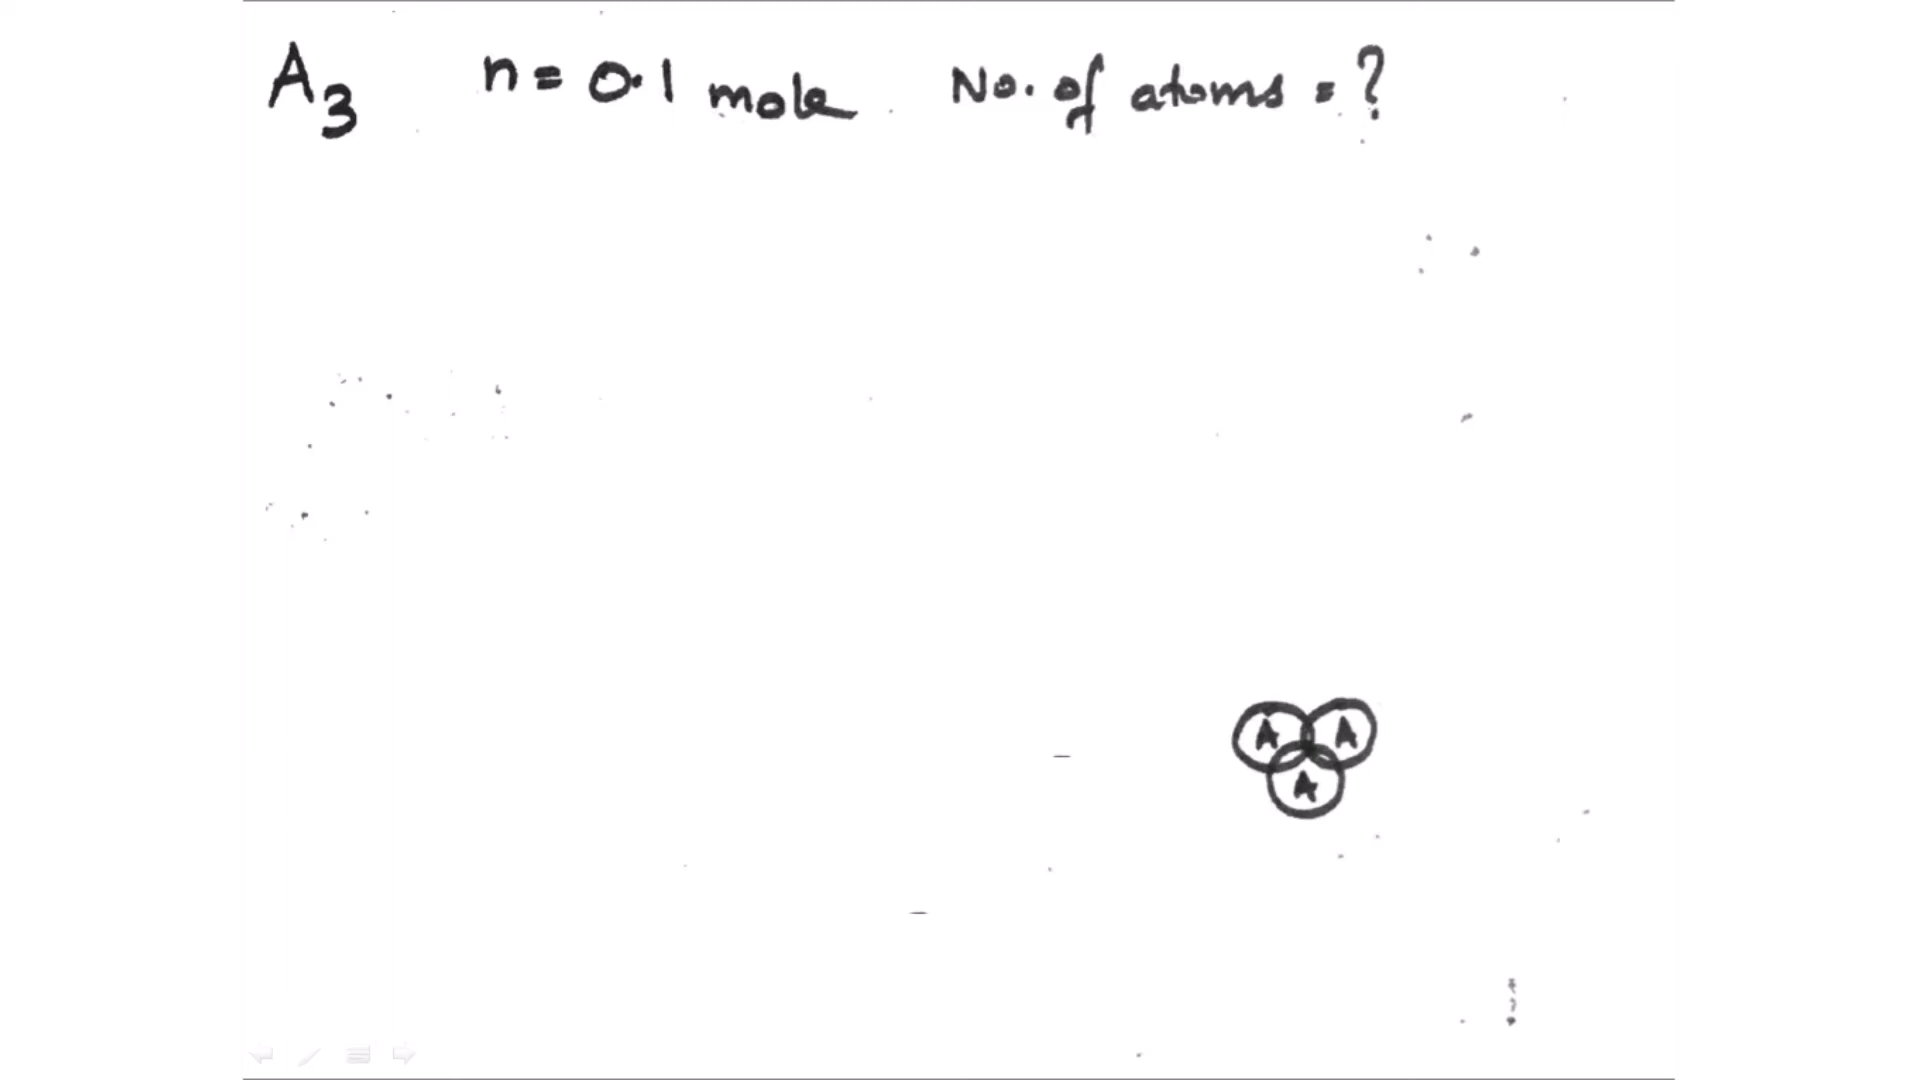 A3 n = 0.1 mole No. of atoms = ?
A A
A